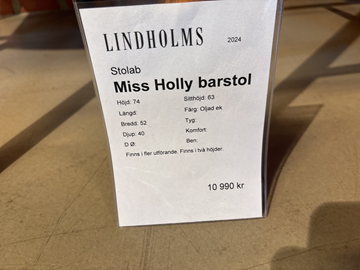 LINDHOLMS 2024
Stolab
Miss Holly barstol
Höjd: 74 Sitthöjd: 63
Längd: Färg: Oljad ek
Bredd: 52 Tyg:
Djup: 40 Komfort:
D Ø: Ben:
Finns i fler utförande. Finns i två höjder.
10 990 kr